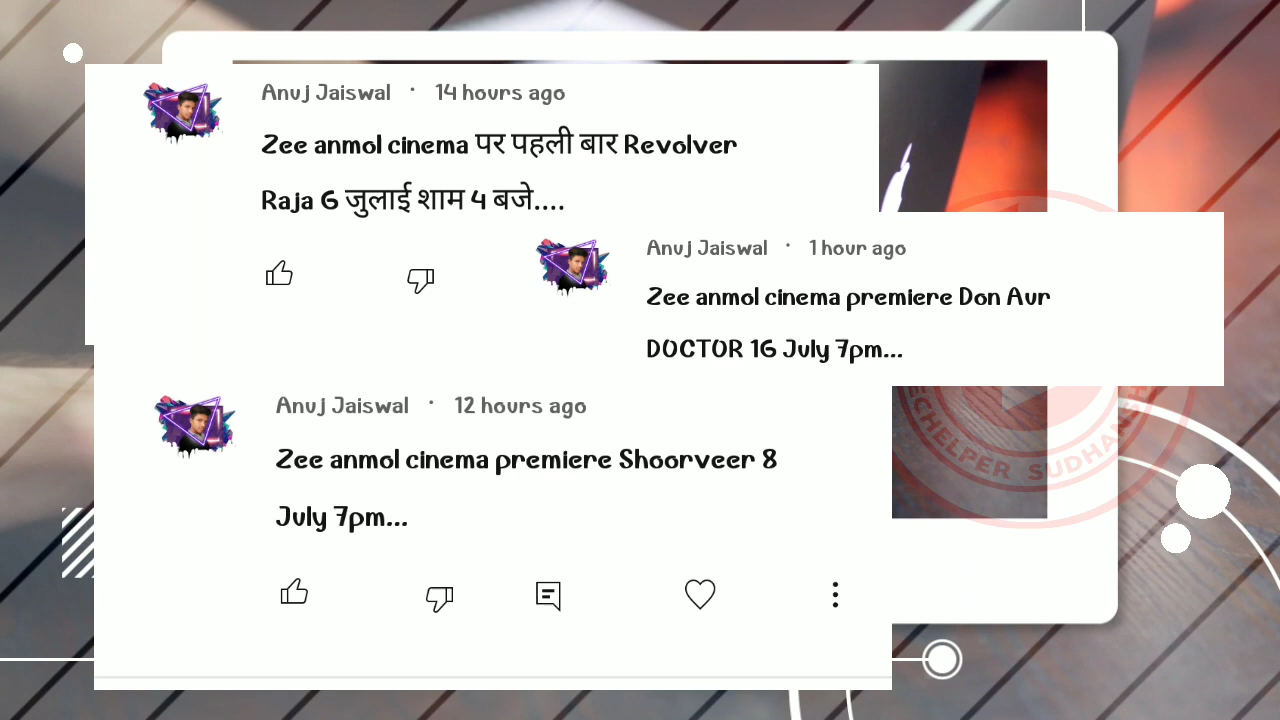 Anuj Jaiswal · 14 hours ago
Zee anmol cinema पर पहली बार Revolver
Raja 6 जुलाई शाम 4 बजे....
Anuj Jaiswal · 1 hour ago
Zee anmol cinema premiere Don Aur
DOCTOR 16 July 7pm...
Anuj Jaiswal · 12 hours ago
Zee anmol cinema premiere Shoorveer 8
July 7pm...